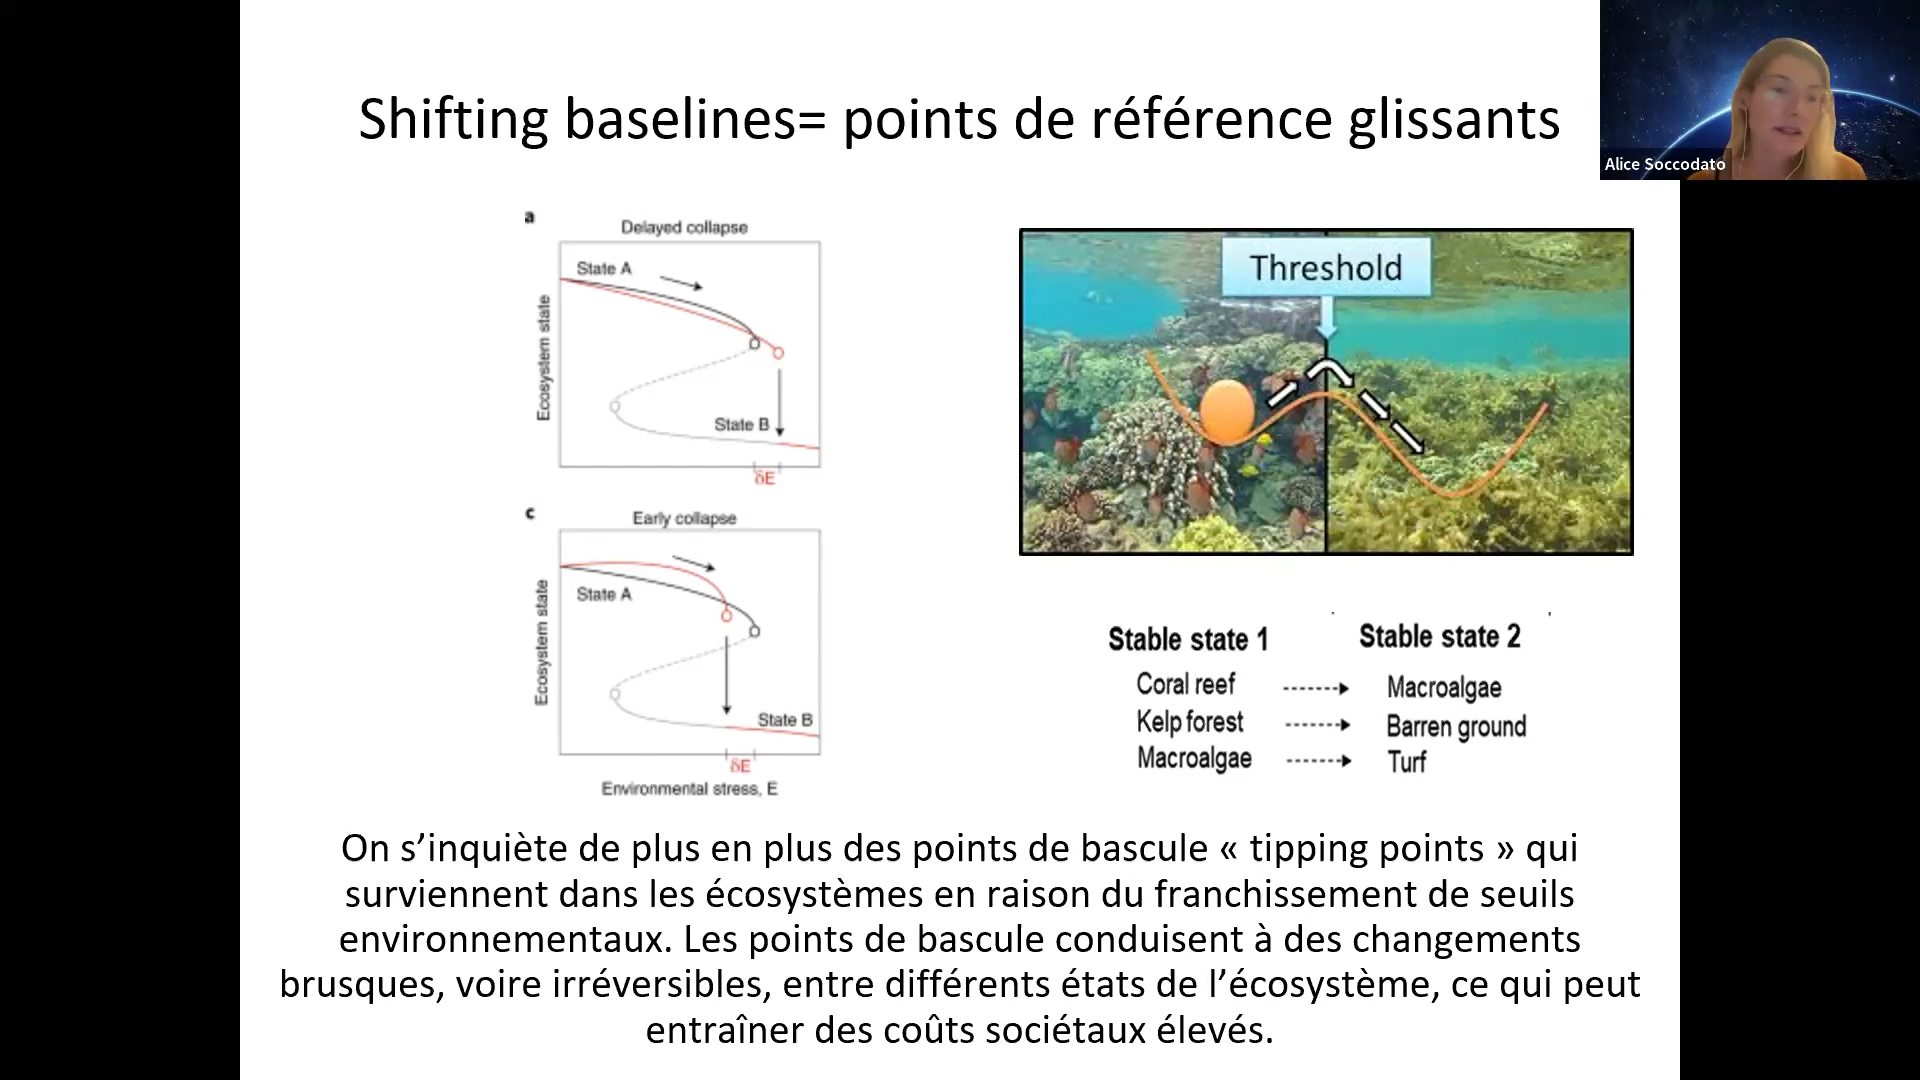 Shifting baselines= points de référence glissants
Alice Soccodato
a
Delayed collapse
State A
Ecosystem state
State B
δE
c
Early collapse
State A
Ecosystem state
State B
δE
Environmental stress, E
Threshold
Stable state 1 Stable state 2
Coral reef Macroalgae
Kelp forest Barren ground
Macroalgae Turf
On s’inquiète de plus en plus des points de bascule « tipping points » qui
surviennent dans les écosystèmes en raison du franchissement de seuils
environnementaux. Les points de bascule conduisent à des changements
brusques, voire irréversibles, entre différents états de l’écosystème, ce qui peut
entraîner des coûts sociétaux élevés.